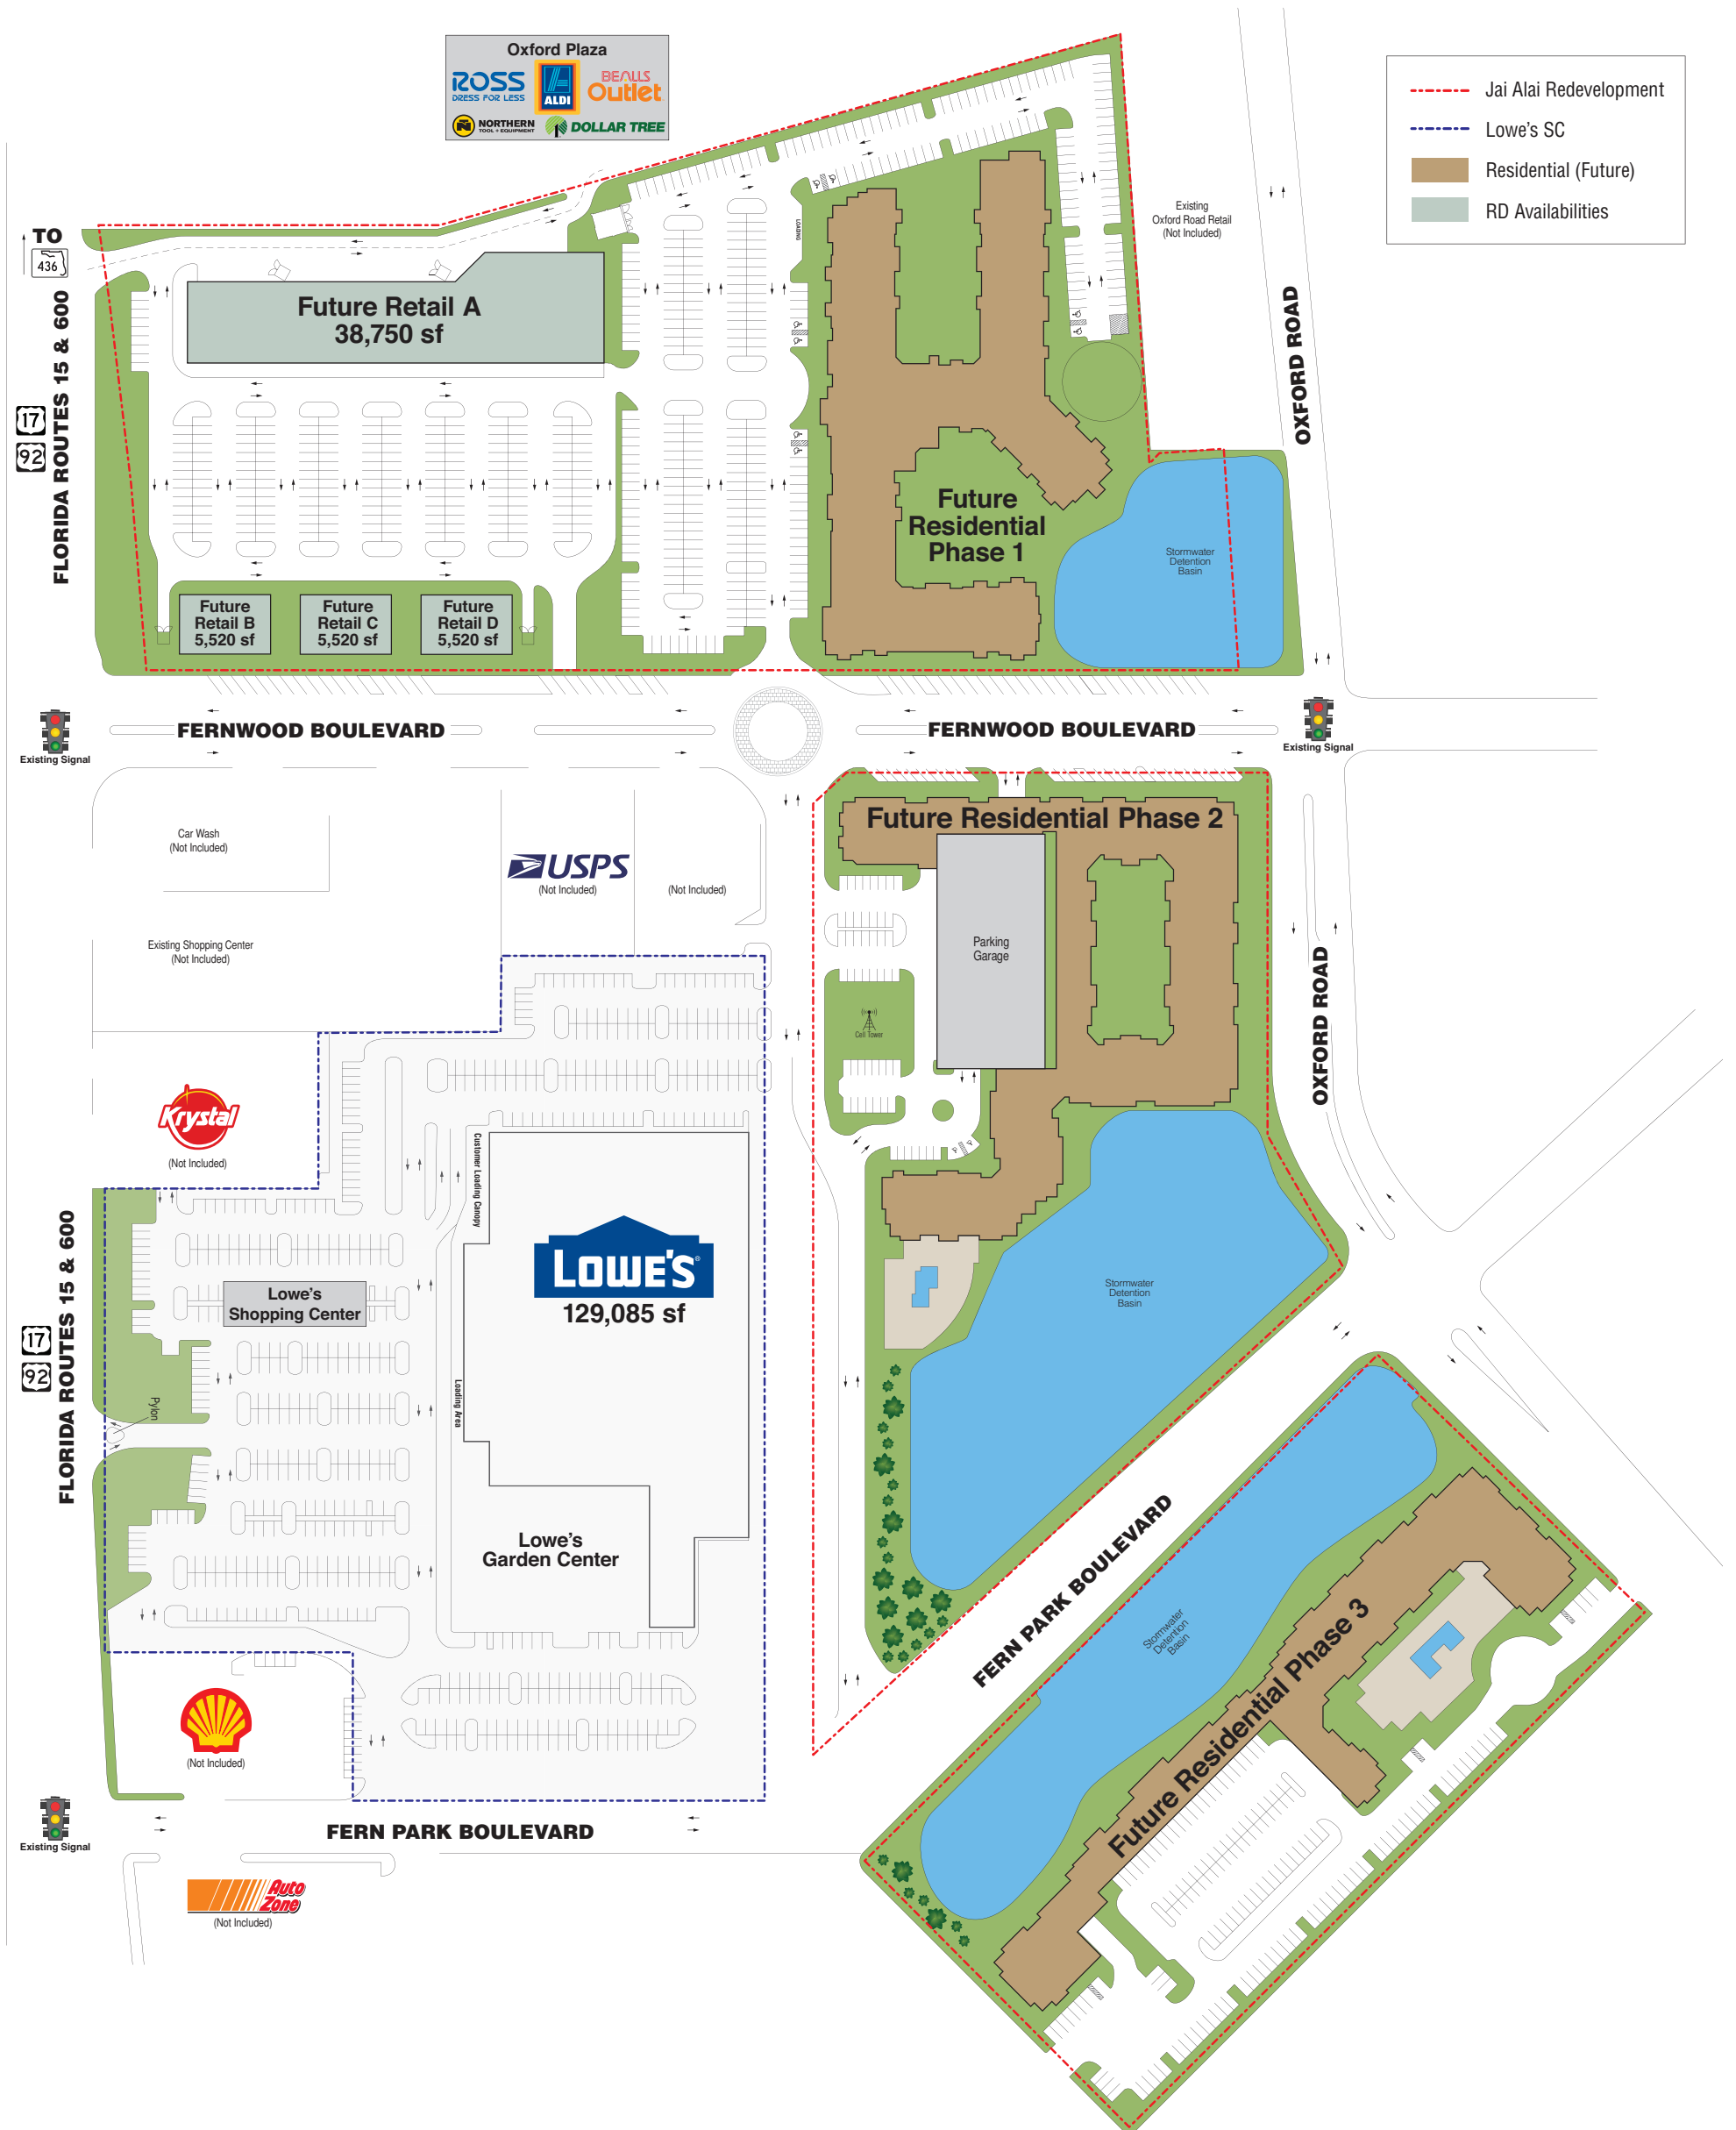 Oxford Plaza
ROSS
DRESS FOR LESS
ALDI
BEALLS
Outlet
NORTHERN
TOOL + EQUIPMENT
DOLLAR TREE
Jai Alai Redevelopment
Lowe's SC
Residential (Future)
RD Availabilities
TO
436
FLORIDA ROUTES 15 & 600
17
92
Existing
Oxford Road Retail
(Not Included)
OXFORD ROAD
LOADING
Future Retail A
38,750 sf
Future
Residential
Phase 1
Stormwater
Detention
Basin
Future
Retail B
5,520 sf
Future
Retail C
5,520 sf
Future
Retail D
5,520 sf
Existing Signal
FERNWOOD BOULEVARD
FERNWOOD BOULEVARD
Existing Signal
Car Wash
(Not Included)
USPS
(Not Included)
(Not Included)
Existing Shopping Center
(Not Included)
Future Residential Phase 2
Parking
Garage
Cell Tower
OXFORD ROAD
Krystal
(Not Included)
Customer Loading Canopy
LOWE'S
129,085 sf
Lowe's
Shopping Center
Loading Area
Pylon
FLORIDA ROUTES 15 & 600
17
92
Stormwater
Detention
Basin
Lowe's
Garden Center
FERN PARK BOULEVARD
Stormwater
Detention
Basin
Future Residential Phase 3
(Not Included)
Existing Signal
FERN PARK BOULEVARD
Auto
Zone
(Not Included)